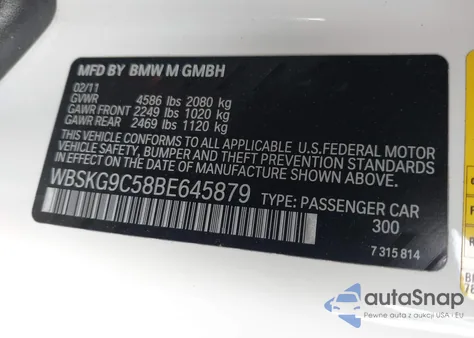 MFD BY BMW M GMBH
02/11
GVWR 4586 lbs 2080 kg
GAWR FRONT 2249 lbs 1020 kg
GAWR REAR 2469 lbs 1120 kg
THIS VEHICLE CONFORMS TO ALL APPLICABLE U.S.FEDERAL MOTOR
VEHICLE SAFETY, BUMPER, AND THEFT PREVENTION STANDARDS
IN EFFECT ON THE DATE OF MANUFACTURE SHOWN ABOVE.
WBSKG9C58BE645879 TYPE: PASSENGER CAR
300
7 315 814
autoSnap
Pewne auta z aukcji USA i EU